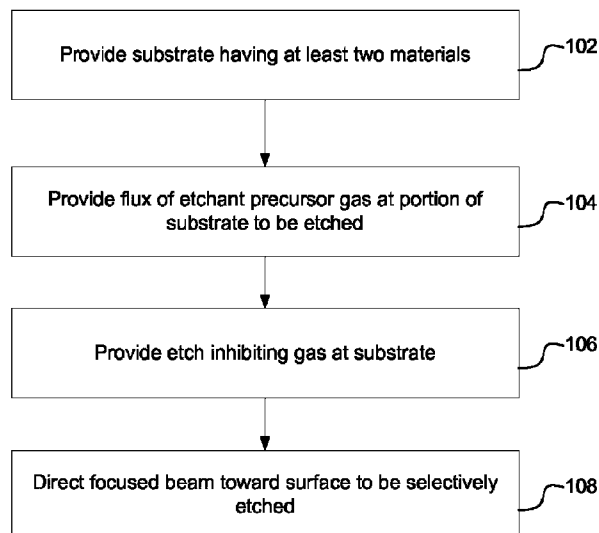 Provide substrate having at least two materials
102
Provide flux of etchant precursor gas at portion of
substrate to be etched
104
Provide etch inhibiting gas at substrate
106
Direct focused beam toward surface to be selectively
etched
108